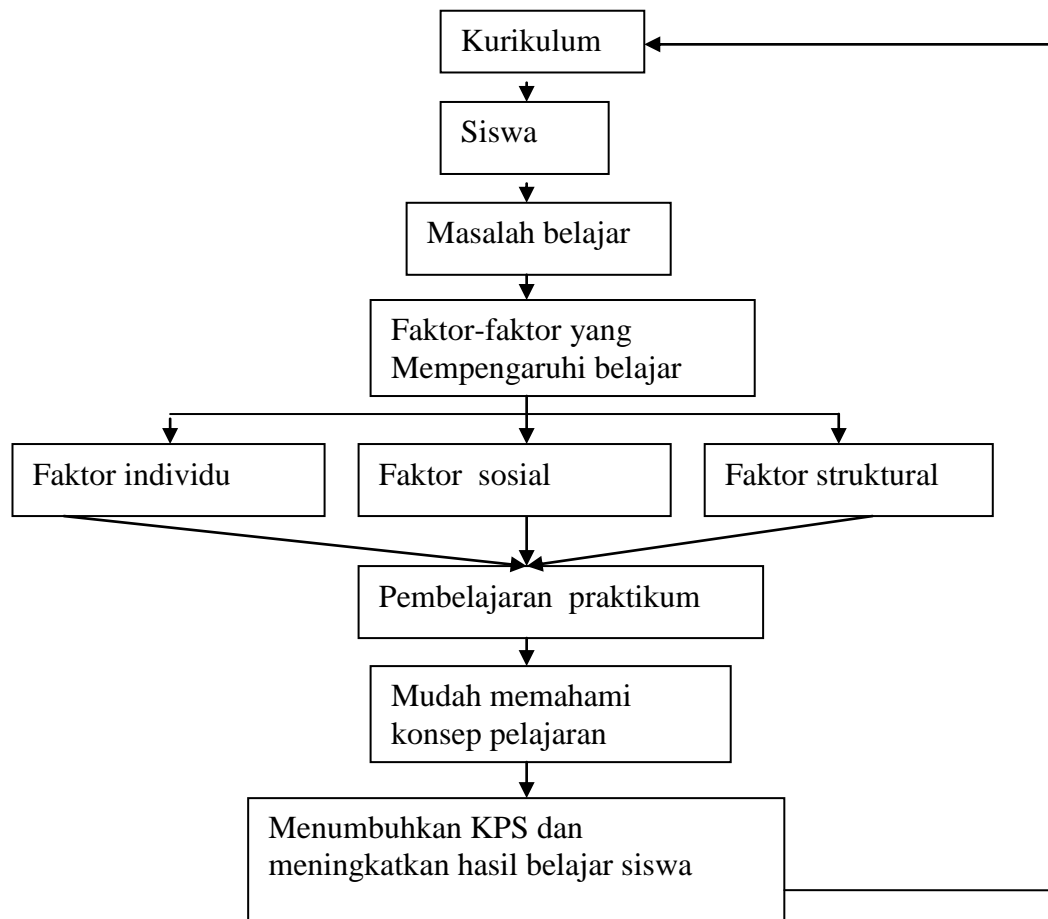 Kurikulum
Siswa
Masalah belajar
Faktor-faktor yang
Mempengaruhi belajar
Faktor individu
Faktor sosial
Faktor struktural
Pembelajaran praktikum
Mudah memahami
konsep pelajaran
Menumbuhkan KPS dan
meningkatkan hasil belajar siswa